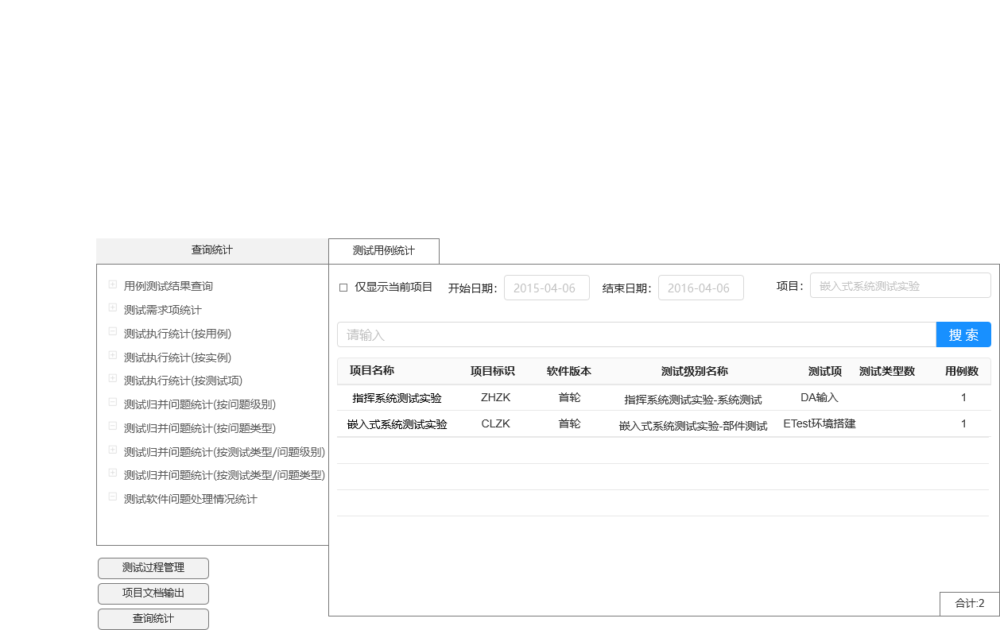 查询统计
测试用例统计
用例测试结果查询
测试需求项统计
测试执行统计(按用例)
测试执行统计(按实例)
测试执行统计(按测试项)
测试归并问题统计(按问题级别)
测试归并问题统计(按问题类型)
测试归并问题统计(按测试类型/问题级别)
测试归并问题统计(按测试类型/问题类型)
测试软件问题处理情况统计
测试过程管理
项目文档输出
查询统计
仅显示当前项目 开始日期： 2015-04-06 结束日期： 2016-04-06 项目： 嵌入式系统测试实验
请输入 搜 索
项目名称 项目标识 软件版本 测试级别名称 测试项 测试类型数 用例数
指挥系统测试实验 ZHZK 首轮 指挥系统测试实验-系统测试 DA输入 1
嵌入式系统测试实验 CLZK 首轮 嵌入式系统测试实验-部件测试 ETest环境搭建 1
合计:2